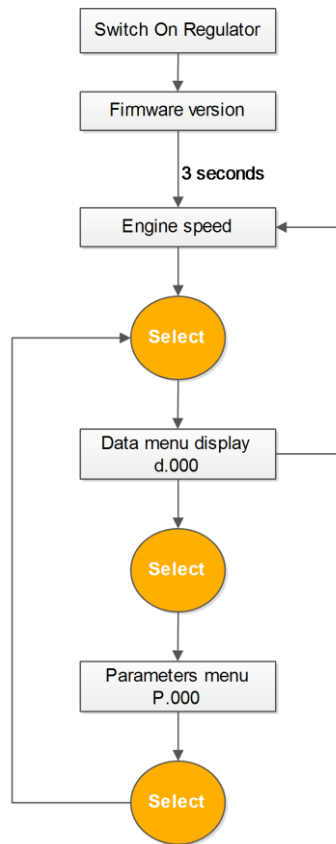 Switch On Regulator
Firmware version
3 seconds
Engine speed
Select
Data menu display
d.000
Select
Parameters menu
P.000
Select